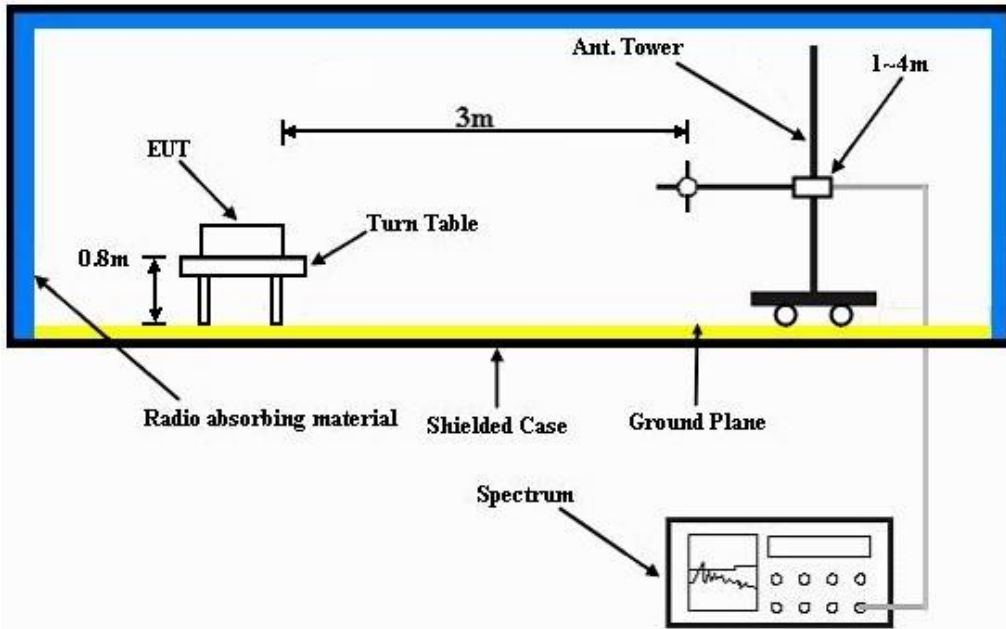 Ant. Tower
1~4m
3m
EUT
Turn Table
0.8m
Radio absorbing material
Shielded Case
Ground Plane
Spectrum